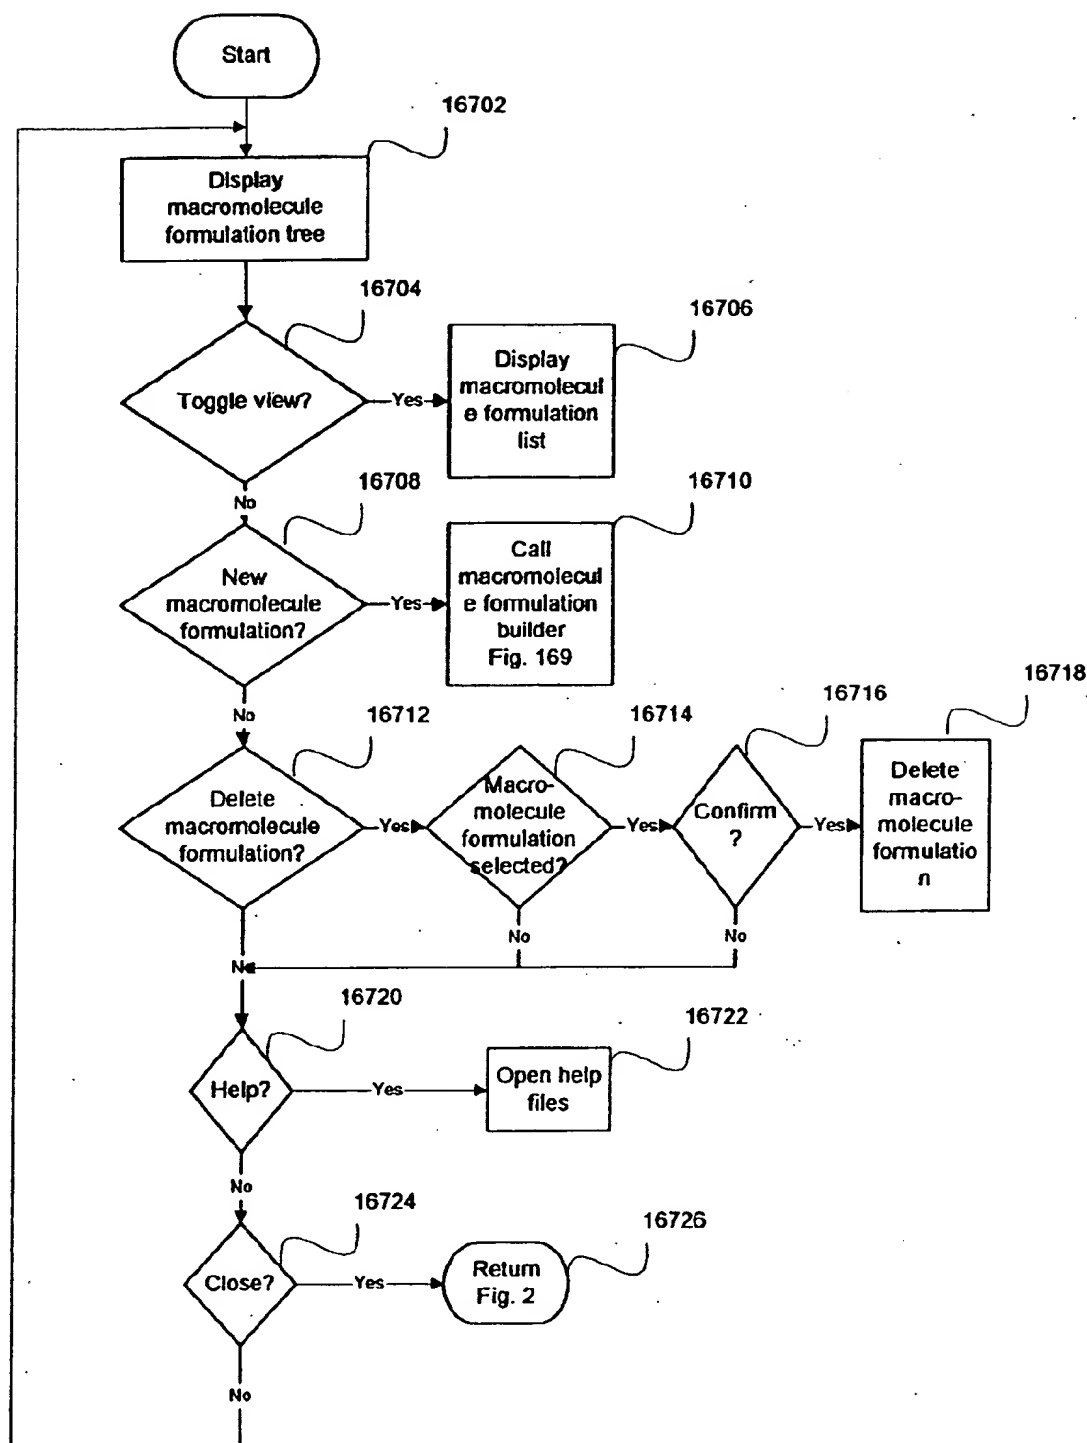 Start
16702
Display
macromolecule
formulation tree
16704
16706
Toggle view?
Yes
Display
macromolecul
e formulation
list
No
16708
16710
New
macromolecule
formulation?
Yes
Call
macromolecul
e formulation
builder
Fig. 169
No
16712
16714
16716
16718
Delete
macromolecule
formulation?
Yes
Macro-
molecule
formulation
selected?
Yes
Confirm
?
Yes
Delete
macro-
molecule
formulatio
n
No
No
No
16720
16722
Help?
Yes
Open help
files
No
16724
16726
Close?
Yes
Return
Fig. 2
No